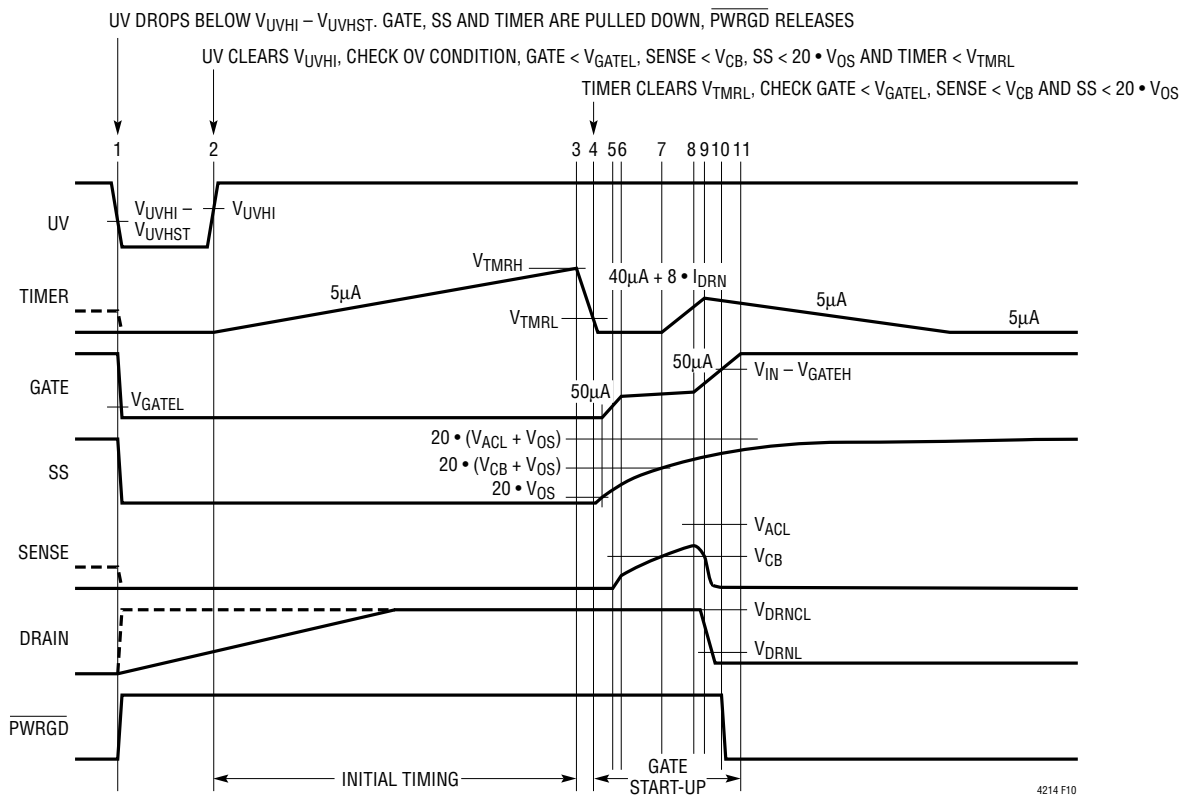 UV DROPS BELOW VUVHI – VUVHST. GATE, SS AND TIMER ARE PULLED DOWN, PWRGD RELEASES
UV CLEARS VUVHI, CHECK OV CONDITION, GATE < VGATEL, SENSE < VCB, SS < 20 • VOS AND TIMER < VTMRL
TIMER CLEARS VTMRL, CHECK GATE < VGATEL, SENSE < VCB AND SS < 20 • VOS
1 2 3 4 5 6 7 8 9 10 11
UV
VUVHI –
VUVHST
VUVHI
TIMER
5µA
VTMRH
VTMRL
40µA + 8 • IDRN
5µA
5µA
GATE
VGATEL
50µA
50µA
VIN – VGATEH
SS
20 • (VACL + VOS)
20 • (VCB + VOS)
20 • VOS
SENSE
VACL
VCB
DRAIN
VDRNCL
VDRNL
PWRGD
INITIAL TIMING
GATE
START-UP
4214 F10